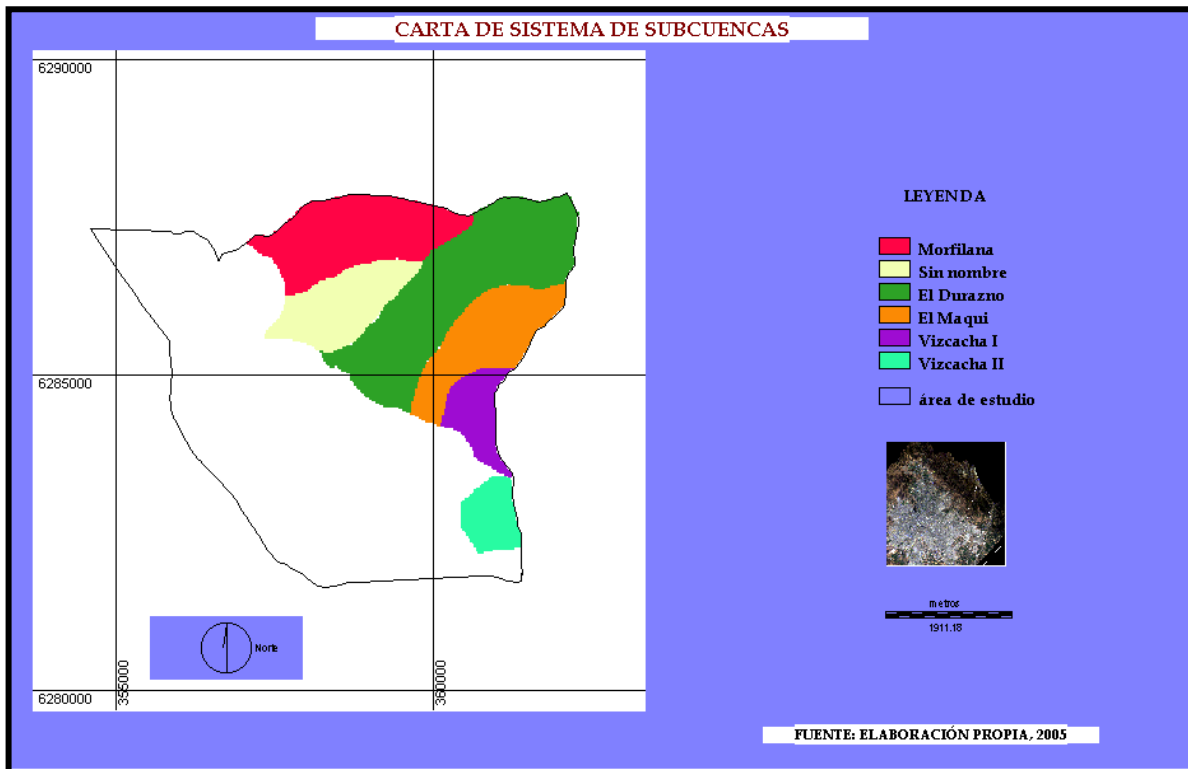 CARTA DE SISTEMA DE SUBCUENCAS
6290000
6285000
6280000
355000
360000
Norte
LEYENDA
Morfilana
Sin nombre
El Durazno
El Maqui
Vizcacha I
Vizcacha II
área de estudio
metros
1911.18
FUENTE: ELABORACIÓN PROPIA, 2005